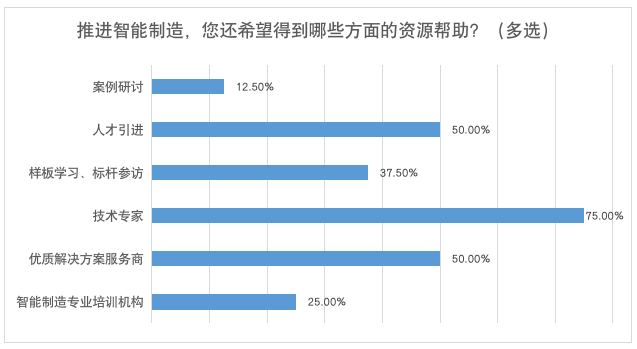 推进智能制造，您还希望得到哪些方面的资源帮助？（多选）
案例研讨 12.50%
人才引进 50.00%
样板学习、标杆参访 37.50%
技术专家 75.00%
优质解决方案服务商 50.00%
智能制造专业培训机构 25.00%